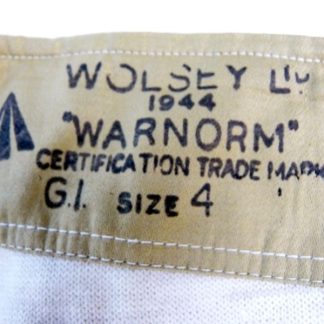 WOLSEY LTD
1944
"WARNORM"
CERTIFICATION TRADE MARK
G.I. SIZE 4